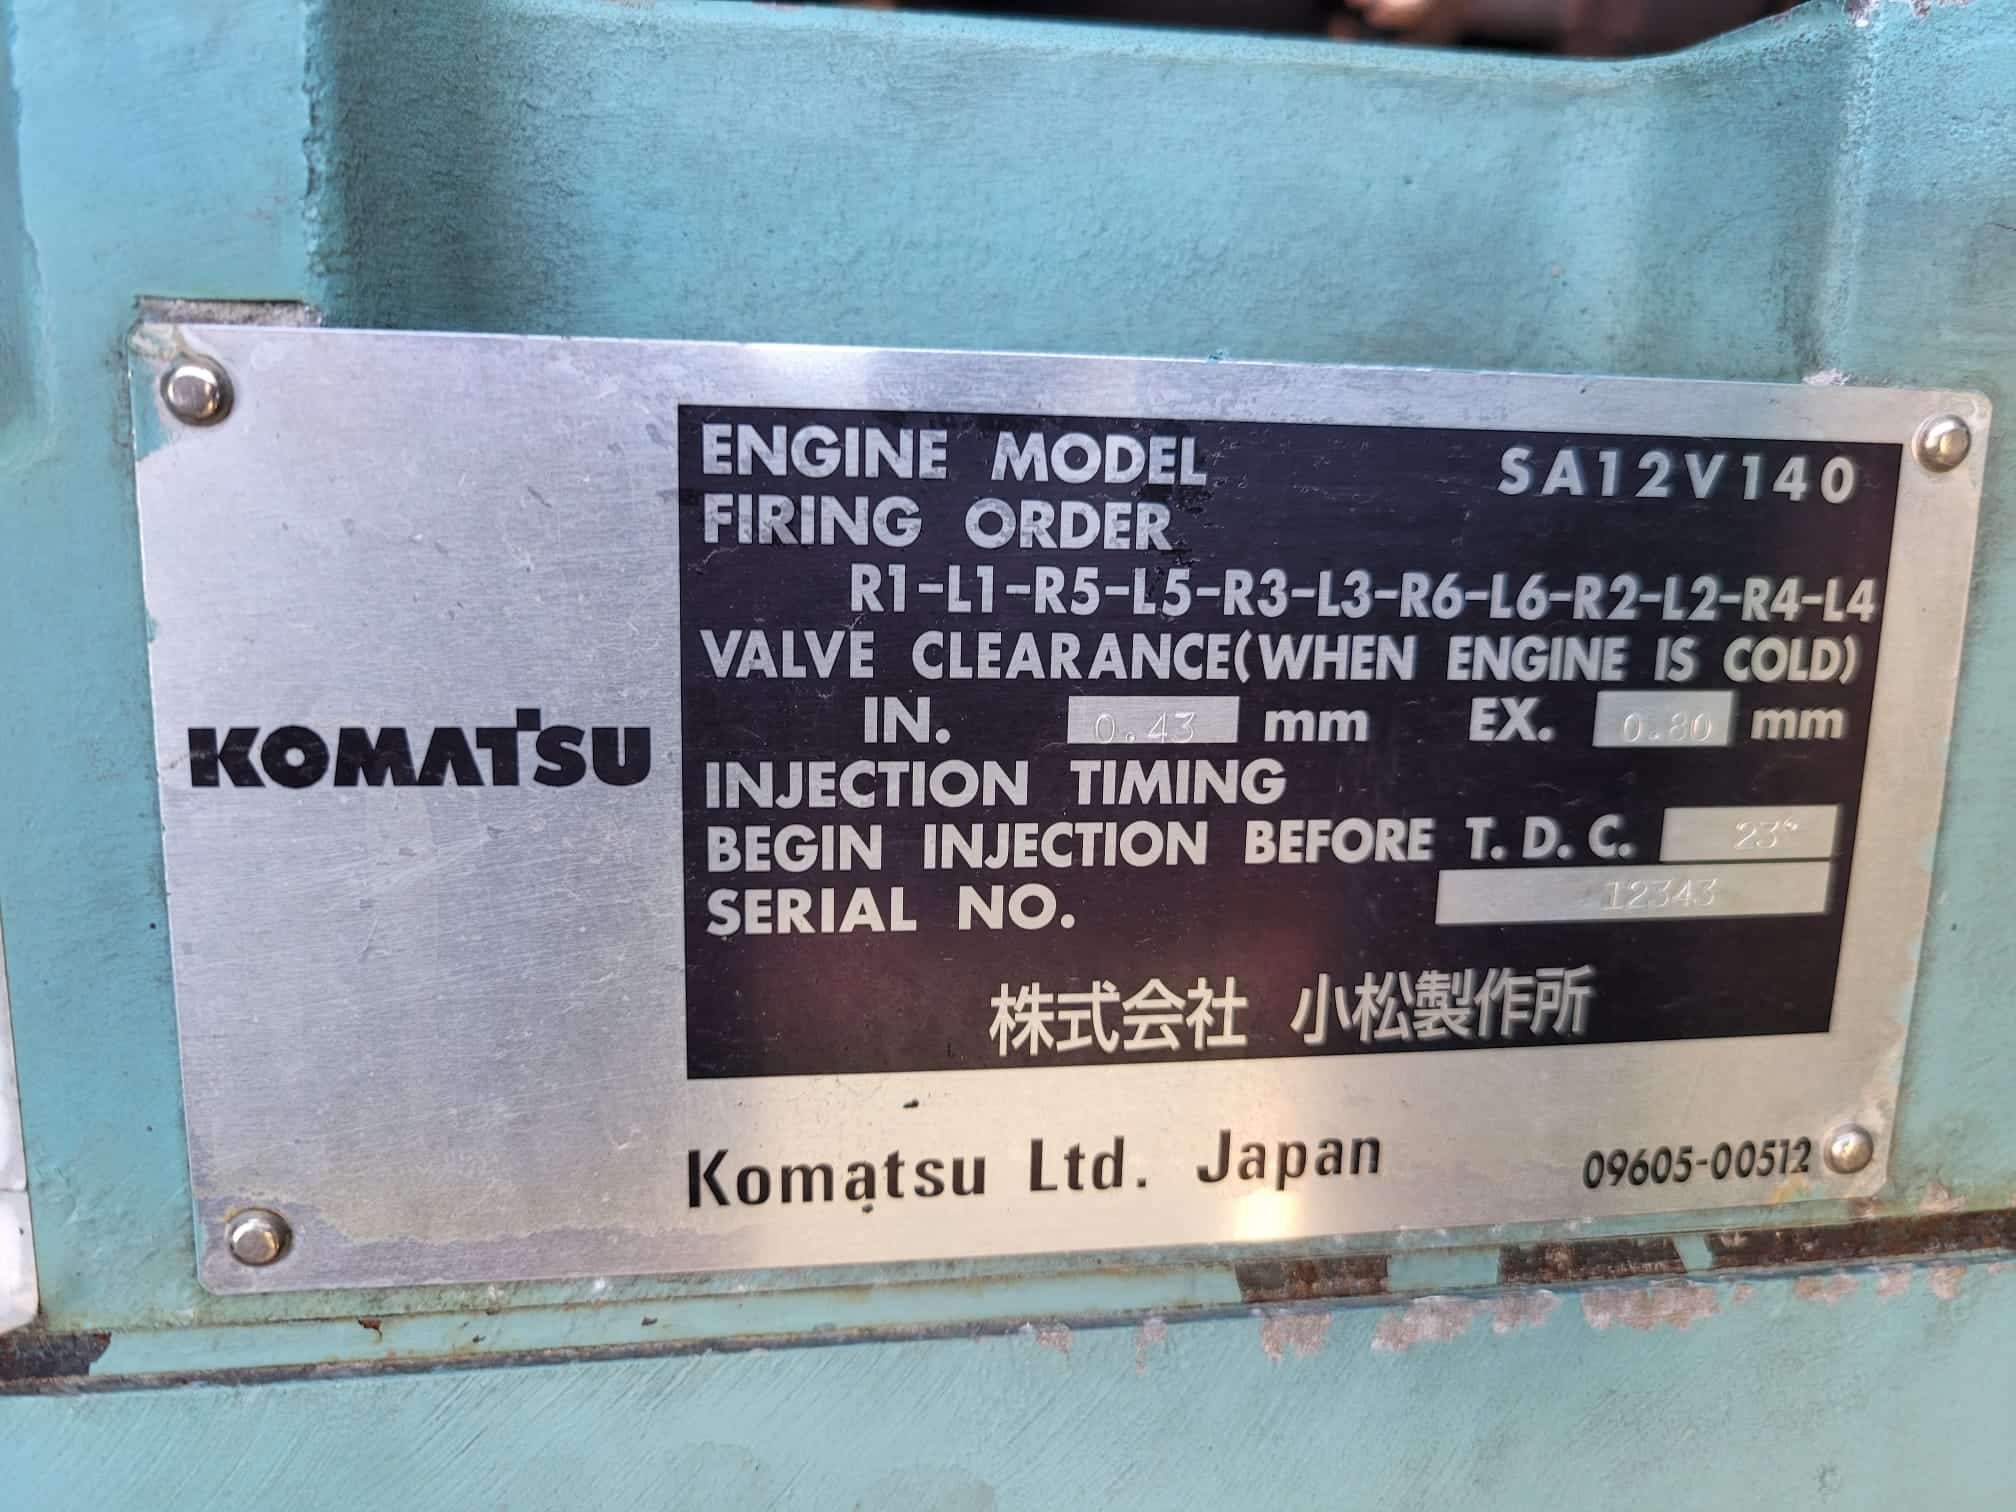 KOMATSU
ENGINE MODEL SA12V140
FIRING ORDER
R1-L1-R5-L5-R3-L3-R6-L6-R2-L2-R4-L4
VALVE CLEARANCE(WHEN ENGINE IS COLD)
IN. 0.43 mm EX. 0.80 mm
INJECTION TIMING
BEGIN INJECTION BEFORE T.D.C. 23°
SERIAL NO. 12343
株式会社 小松製作所
Komatsu Ltd. Japan 09605-00512